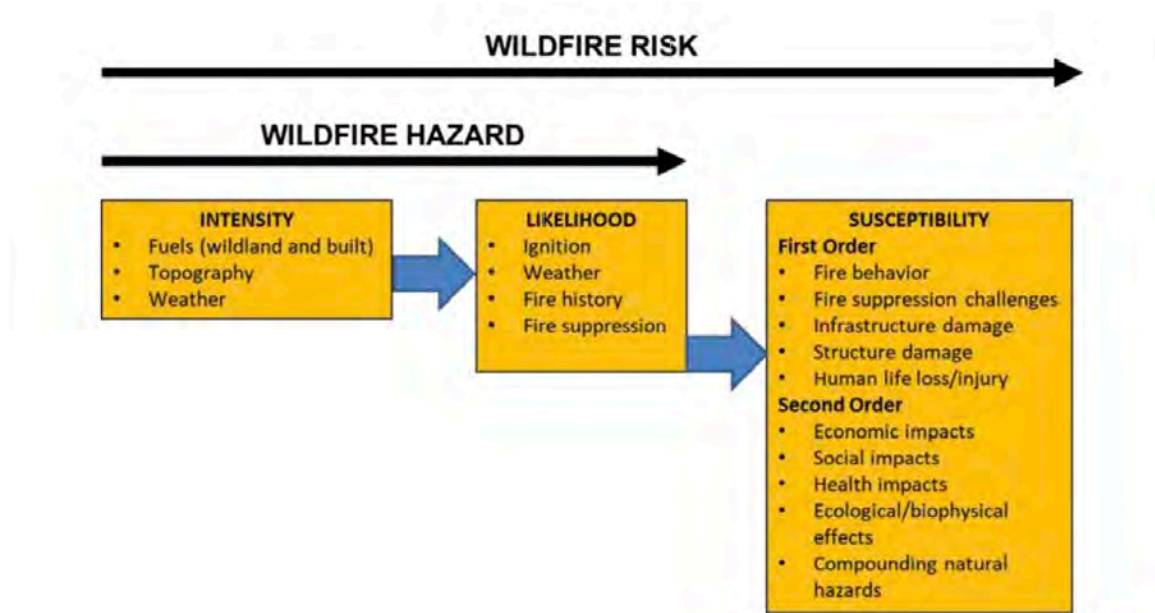 WILDFIRE RISK
WILDFIRE HAZARD
INTENSITY
• Fuels (wildland and built)
• Topography
• Weather
LIKELIHOOD
• Ignition
• Weather
• Fire history
• Fire suppression
SUSCEPTIBILITY
First Order
• Fire behavior
• Fire suppression challenges
• Infrastructure damage
• Structure damage
• Human life loss/injury
Second Order
• Economic impacts
• Social impacts
• Health impacts
• Ecological/biophysical
effects
• Compounding natural
hazards